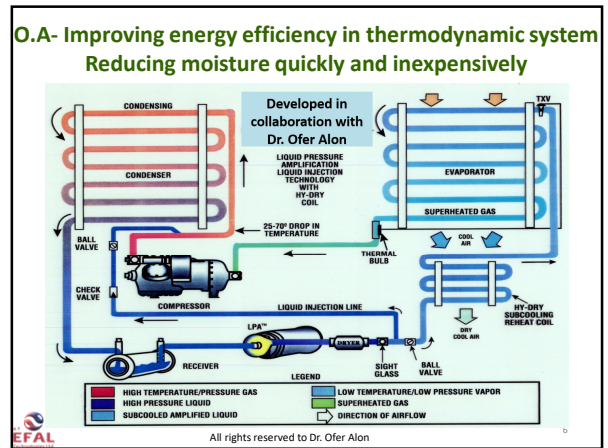 O.A- Improving energy efficiency in thermodynamic system
Reducing moisture quickly and inexpensively
CONDENSING
Developed in
collaboration with
Dr. Ofer Alon
TXV
LIQUID PRESSURE
AMPLIFICATION
LIQUID INJECTION
TECHNOLOGY
WITH
HY-DRY
COIL
CONDENSER
EVAPORATOR
SUPERHEATED GAS
BALL
VALVE
25-70º DROP IN
TEMPERATURE
THERMAL
BULB
COOL
AIR
CHECK
VALVE
COMPRESSOR
LIQUID INJECTION LINE
HY-DRY
SUBCOOLING
REHEAT COIL
DRY
COOL AIR
LPA™
DRYER
RECEIVER
SIGHT
GLASS
BALL
VALVE
LEGEND
HIGH TEMPERATURE/PRESSURE GAS
HIGH PRESSURE LIQUID
SUBCOOLED AMPLIFIED LIQUID
LOW TEMPERATURE/LOW PRESSURE VAPOR
SUPERHEATED GAS
DIRECTION OF AIRFLOW
EFAL
All rights reserved to Dr. Ofer Alon
6